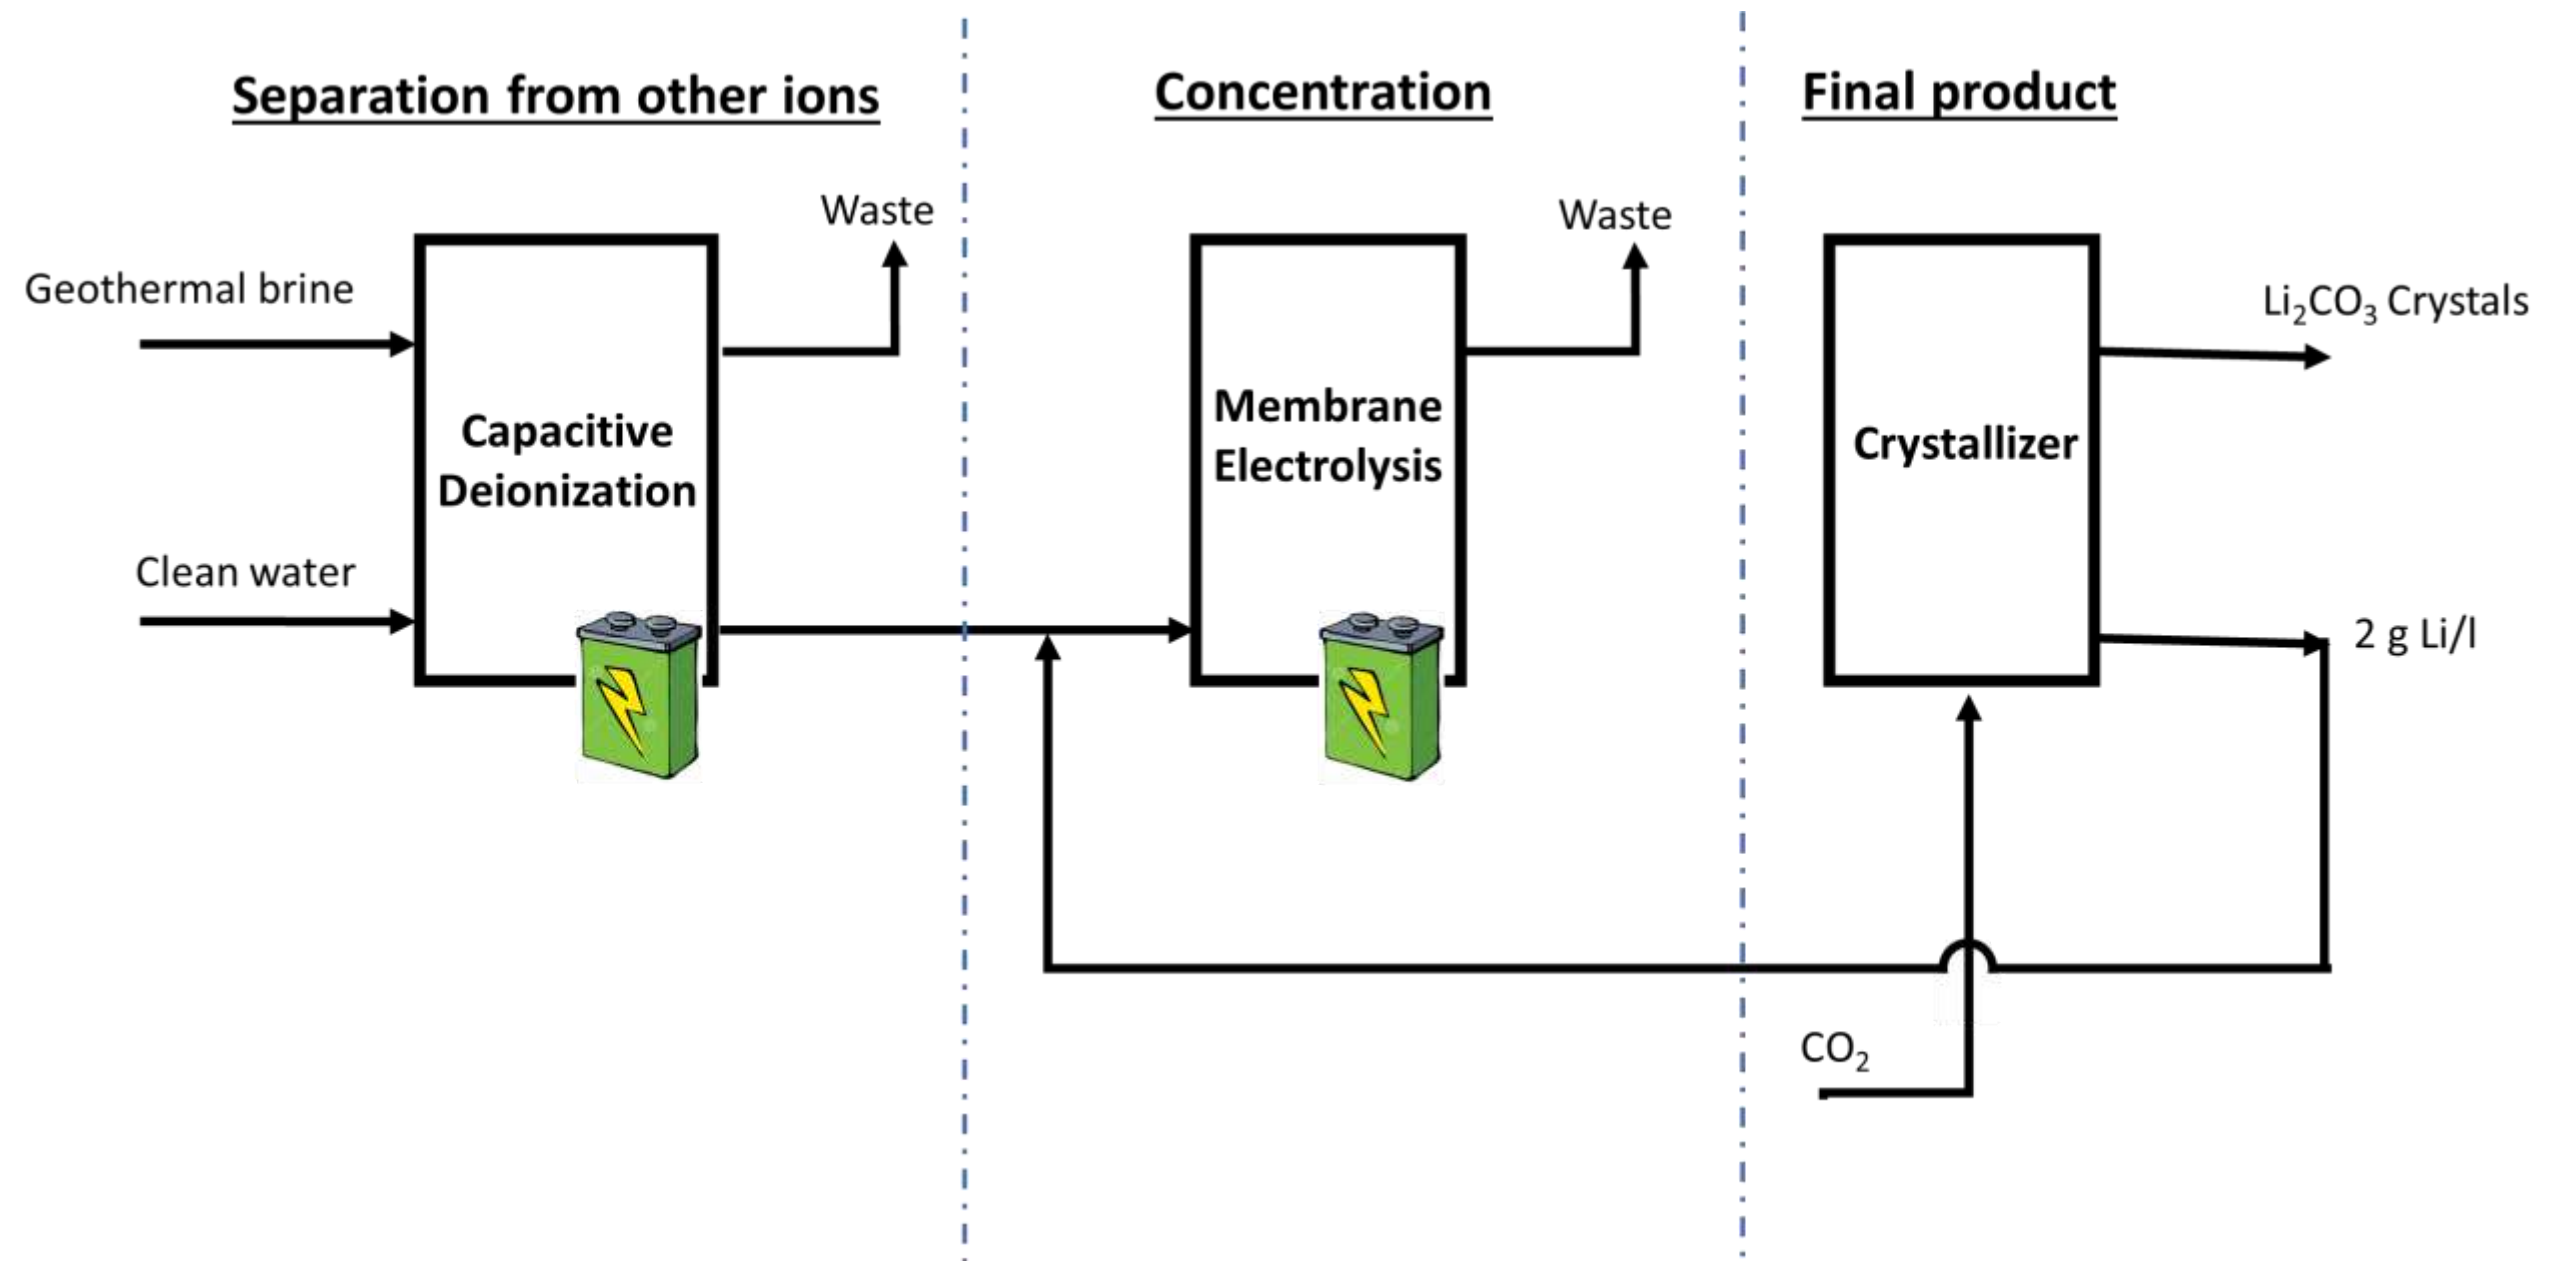 Separation from other ions
Concentration
Final product
Waste
Waste
Geothermal brine
Li₂CO₃ Crystals
Capacitive
Deionization
Membrane
Electrolysis
Crystallizer
Clean water
2 g Li/l
CO₂